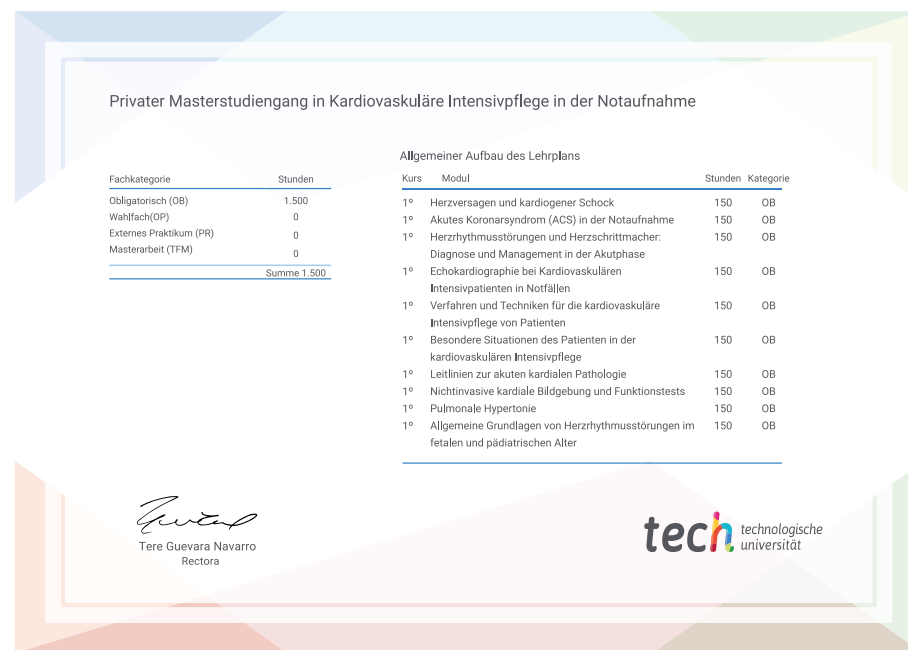 Privater Masterstudiengang in Kardiovaskuläre Intensivpflege in der Notaufnahme
Fachkategorie Stunden
Obligatorisch (OB) 1.500
Wahlfach(OP) 0
Externes Praktikum (PR) 0
Masterarbeit (TFM) 0
Summe 1.500
Allgemeiner Aufbau des Lehrplans
Kurs Modul Stunden Kategorie
1º Herzversagen und kardiogener Schock 150 OB
1º Akutes Koronarsyndrom (ACS) in der Notaufnahme 150 OB
1º Herzrhythmusstörungen und Herzschrittmacher: 150 OB
Diagnose und Management in der Akutphase
1º Echokardiographie bei Kardiovaskulären 150 OB
Intensivpatienten in Notfällen
1º Verfahren und Techniken für die kardiovaskuläre 150 OB
Intensivpflege von Patienten
1º Besondere Situationen des Patienten in der 150 OB
kardiovaskulären Intensivpflege
1º Leitlinien zur akuten kardialen Pathologie 150 OB
1º Nichtinvasive kardiale Bildgebung und Funktionstests 150 OB
1º Pulmonale Hypertonie 150 OB
1º Allgemeine Grundlagen von Herzrhythmusstörungen im 150 OB
fetalen und pädiatrischen Alter
Tere Guevara Navarro
Rectora
tech technologische
universität